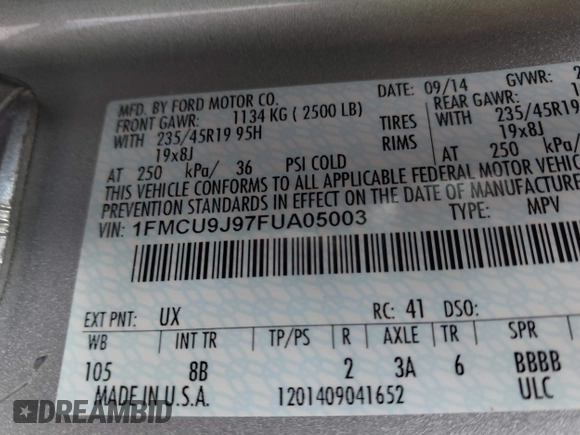 MFD. BY FORD MOTOR CO.
DATE: 09/14 GVWR: 2
FRONT GAWR: 1134 KG ( 2500 LB)
REAR GAWR: 1
WITH 235/45R19 95H TIRES WITH 235/45R19
19x8J RIMS 19x8J
AT 250 kPa/ 36 PSI COLD AT 250 kPa/
THIS VEHICLE CONFORMS TO ALL APPLICABLE FEDERAL MOTOR VEHIC
PREVENTION STANDARDS IN EFFECT ON THE DATE OF MANUFACTURE
VIN: 1FMCU9J97FUA05003 TYPE: MPV
EXT PNT: UX RC: 41 DSO:
WB INT TR TP/PS R AXLE TR SPR
105 8B 2 3A 6 BBBB
MADE IN U.S.A. 1201409041652 ULC
DREAMBID